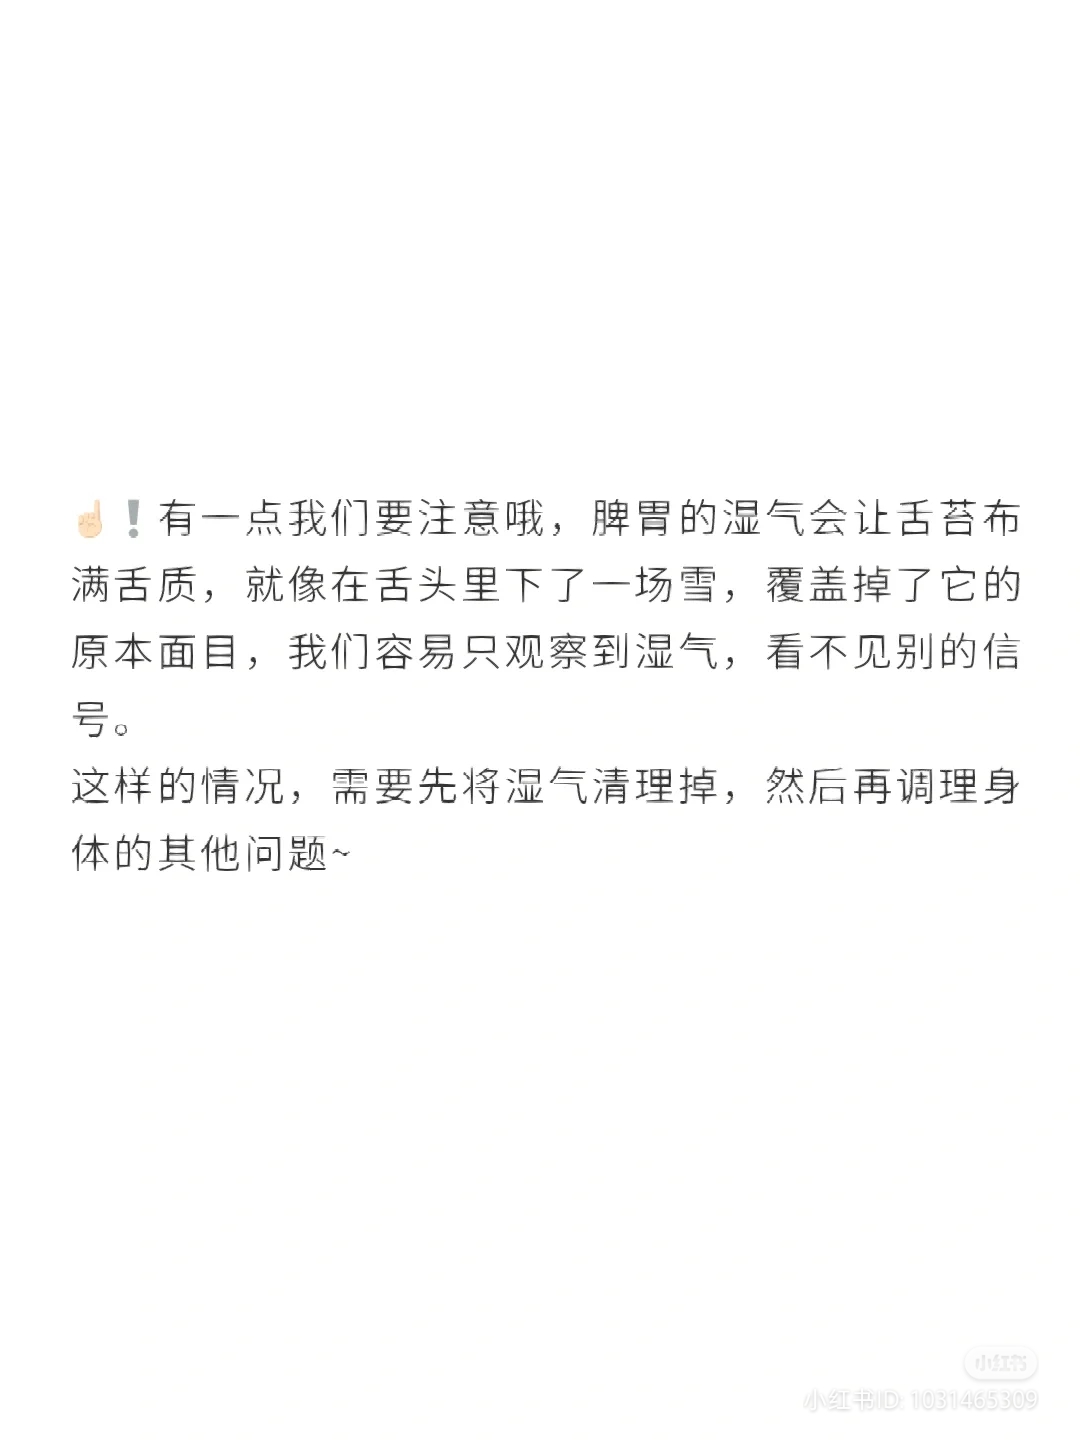 ☝🏻❕有一点我们要注意哦，脾胃的湿气会让舌苔布
满舌质，就像在舌头里下了一场雪，覆盖掉了它的
原本面目，我们容易只观察到湿气，看不见别的信
号。
这样的情况，需要先将湿气清理掉，然后再调理身
体的其他问题~
小红书
小红书ID: 1031465309